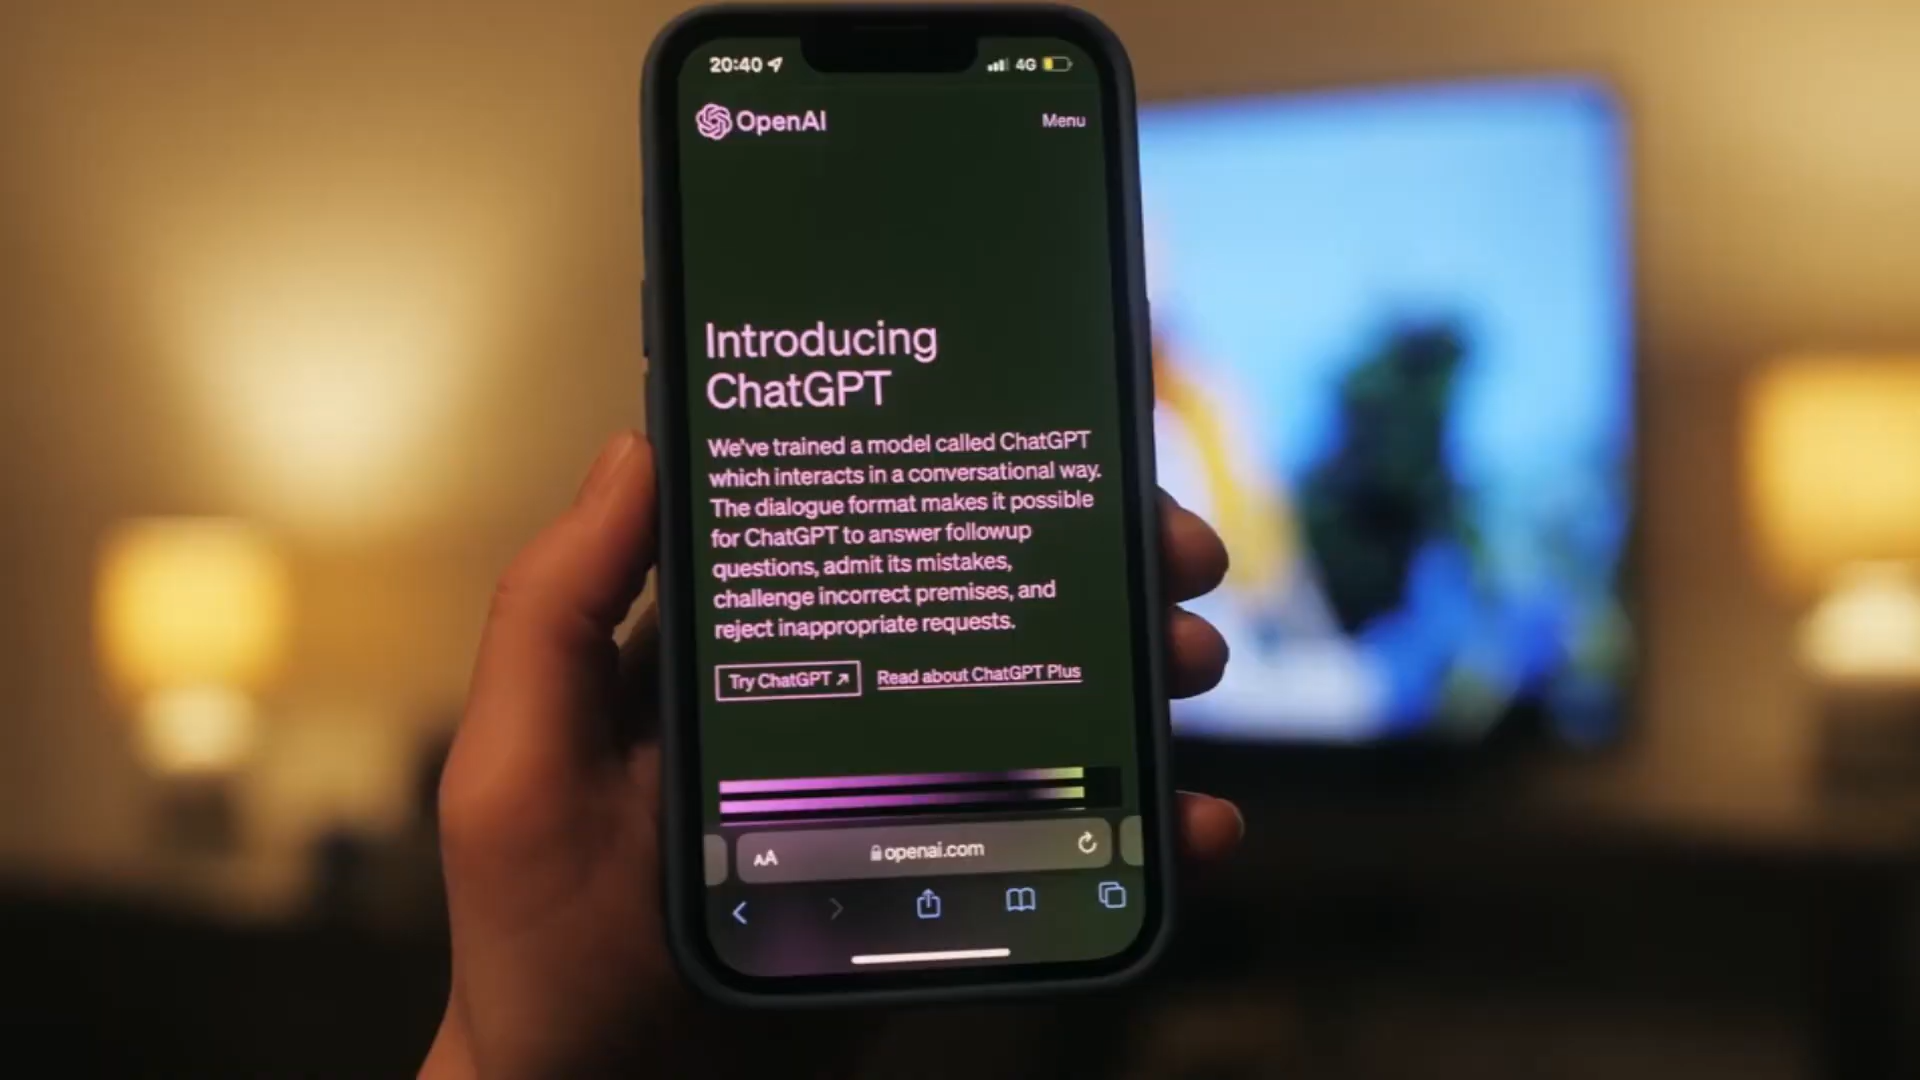 20:40
4G
OpenAI
Menu
Introducing
ChatGPT
We've trained a model called ChatGPT
which interacts in a conversational way.
The dialogue format makes it possible
for ChatGPT to answer followup
questions, admit its mistakes,
challenge incorrect premises, and
reject inappropriate requests.
Try ChatGPT ↗
Read about ChatGPT Plus
AA
openai.com